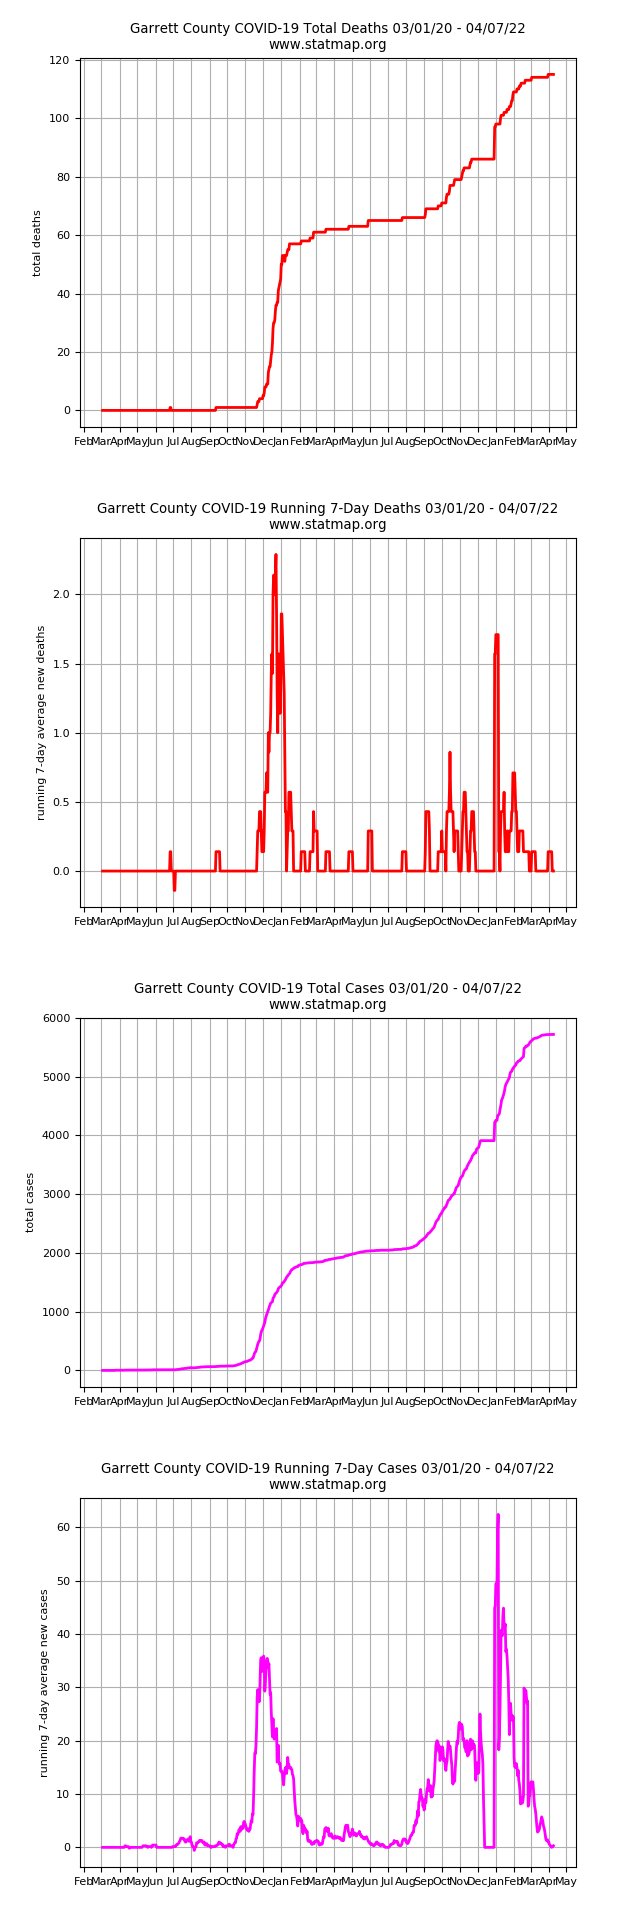 Garrett County COVID-19 Total Deaths 03/01/20 - 04/07/22
www.statmap.org
120
100
80
60
40
20
0
total deaths
Feb Mar Apr May Jun Jul Aug Sep Oct Nov Dec Jan Feb Mar Apr May Jun Jul Aug Sep Oct Nov Dec Jan Feb Mar Apr May
Garrett County COVID-19 Running 7-Day Deaths 03/01/20 - 04/07/22
www.statmap.org
2.0
1.5
1.0
0.5
0.0
running 7-day average new deaths
Feb Mar Apr May Jun Jul Aug Sep Oct Nov Dec Jan Feb Mar Apr May Jun Jul Aug Sep Oct Nov Dec Jan Feb Mar Apr May
Garrett County COVID-19 Total Cases 03/01/20 - 04/07/22
www.statmap.org
6000
5000
4000
3000
2000
1000
0
total cases
Feb Mar Apr May Jun Jul Aug Sep Oct Nov Dec Jan Feb Mar Apr May Jun Jul Aug Sep Oct Nov Dec Jan Feb Mar Apr May
Garrett County COVID-19 Running 7-Day Cases 03/01/20 - 04/07/22
www.statmap.org
60
50
40
30
20
10
0
running 7-day average new cases
Feb Mar Apr May Jun Jul Aug Sep Oct Nov Dec Jan Feb Mar Apr May Jun Jul Aug Sep Oct Nov Dec Jan Feb Mar Apr May